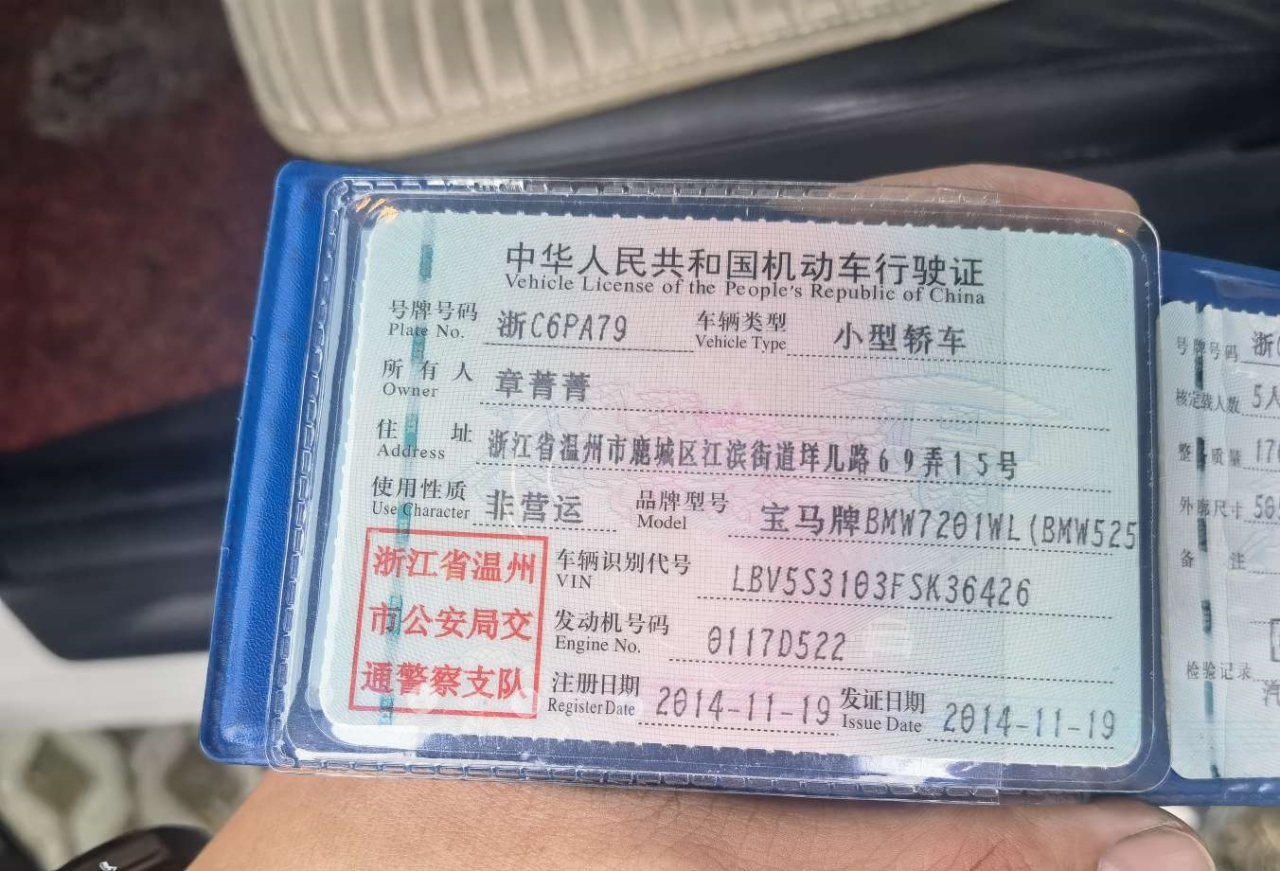 中华人民共和国机动车行驶证
Vehicle License of the People's Republic of China
号牌号码 浙C6PA79 车辆类型 小型轿车
Plate No. Vehicle Type
所有人 章菁菁
Owner
住址 浙江省温州市鹿城区江滨街道垟儿路69弄15号
Address
使用性质 非营运 品牌型号 宝马牌BMW7201WL(BMW525
Use Character Model
浙江省温州
市公安局交
通警察支队
车辆识别代号 LBV5S3103FSK36426
VIN
发动机号码 0117D522
Engine No.
注册日期 2014-11-19 发证日期 2014-11-19
Register Date Issue Date
号牌号码 浙
核定载人数 5人
整备质量 17
外廓尺寸 50
备注
检验记录